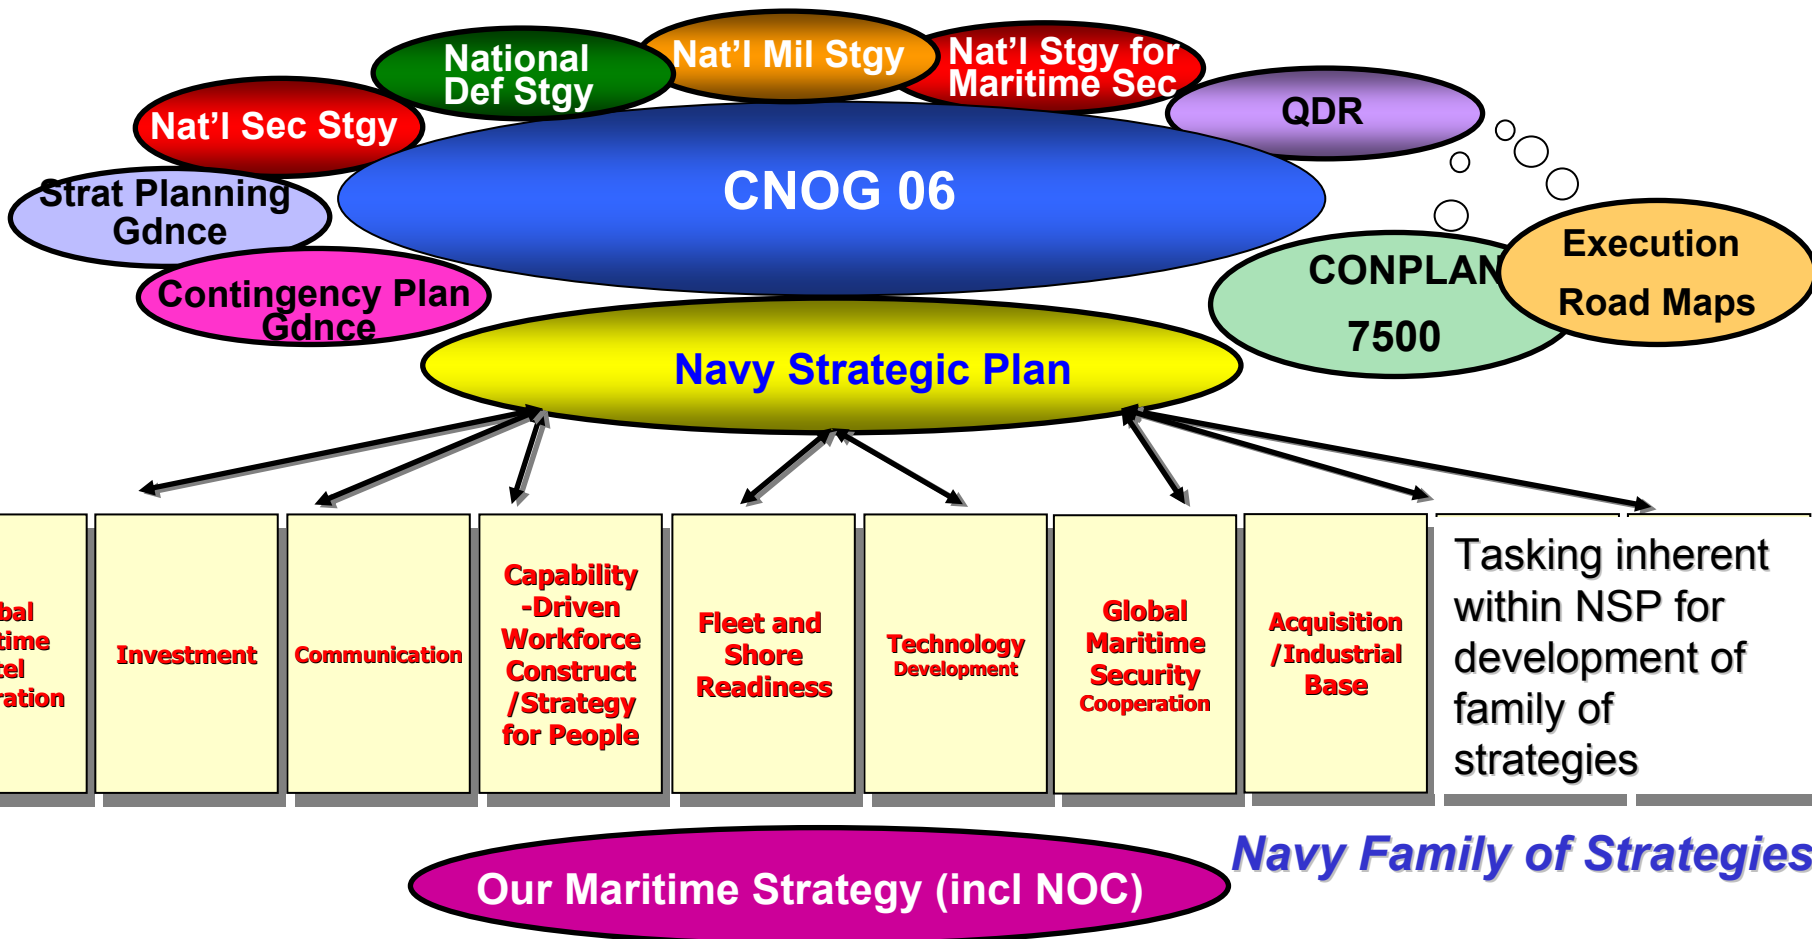 National
Def Stgy
Nat'l Mil Stgy
Nat'l Stgy for
Maritime Sec
Nat'l Sec Stgy
QDR
Strat Planning
Gdnce
CNOG 06
Contingency Plan
Gdnce
CONPLAN
7500
Execution
Road Maps
Navy Strategic Plan
Investment
Communication
Capability
-Driven
Workforce
Construct
/Strategy
for People
Fleet and
Shore
Readiness
Technology
Development
Global
Maritime
Security
Cooperation
Acquisition
/Industrial
Base
Tasking inherent
within NSP for
development of
family of
strategies
Our Maritime Strategy (incl NOC)
Navy Family of Strategies